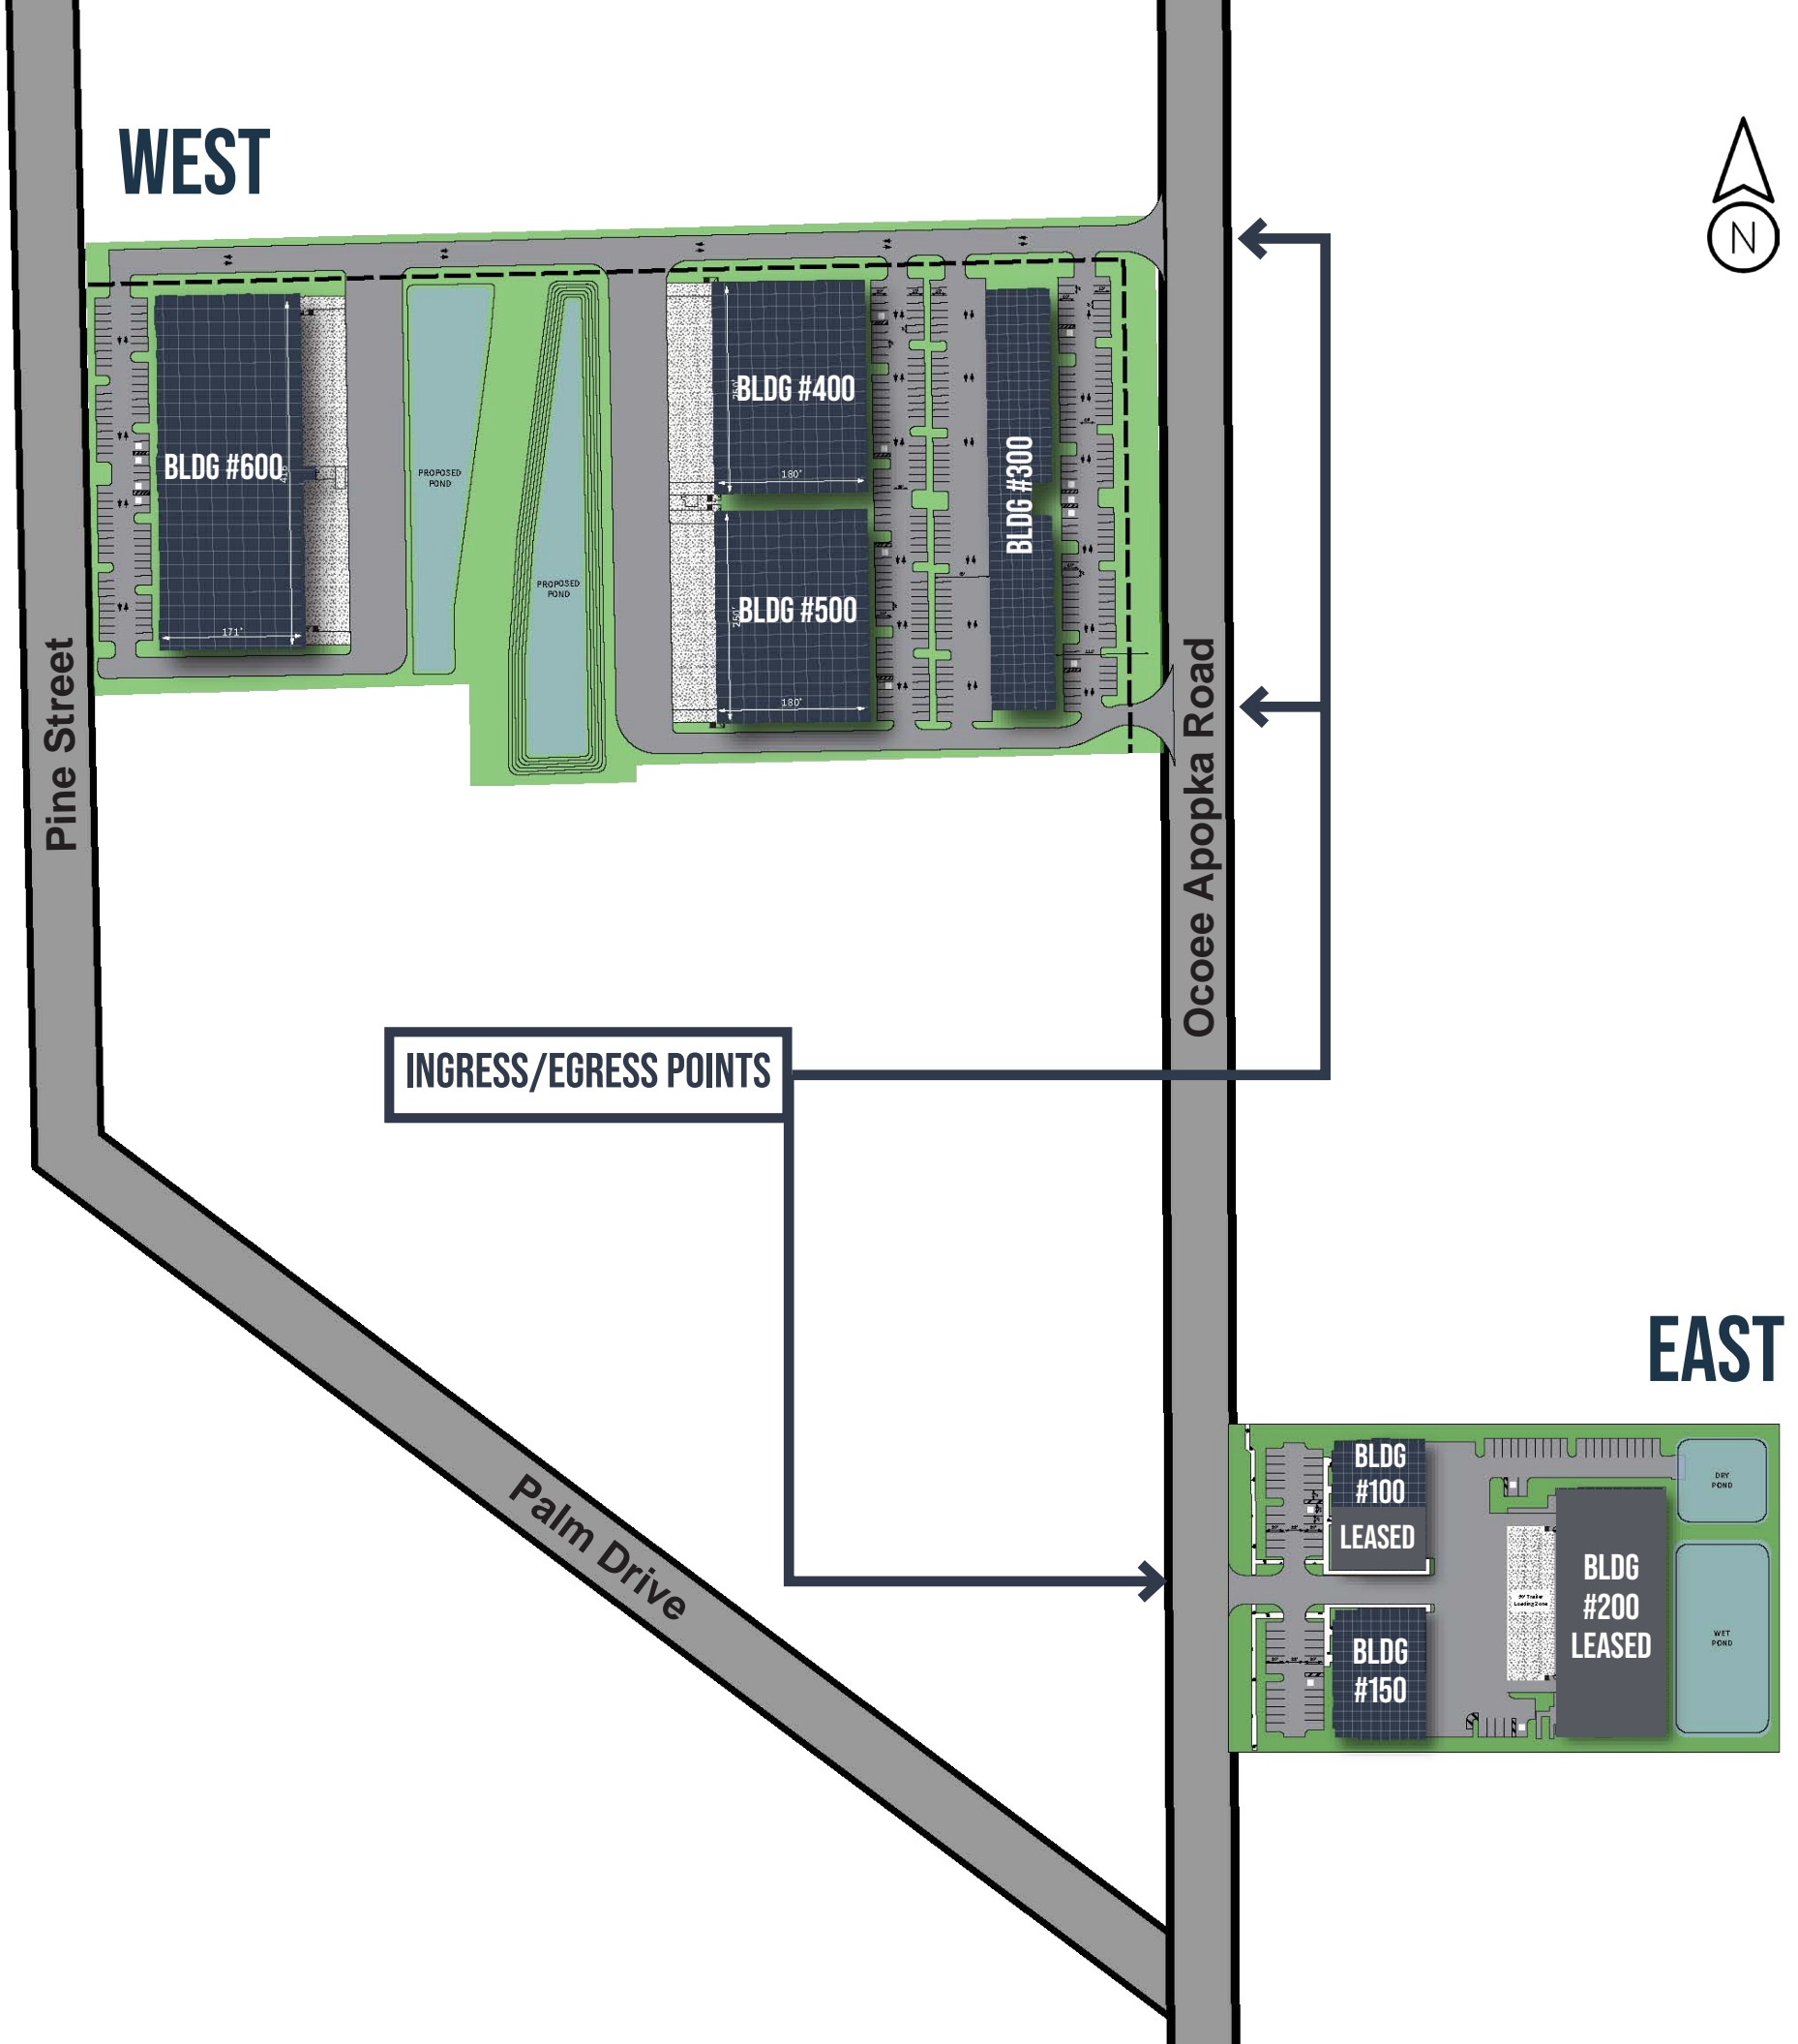 WEST
N
BLDG #400
BLDG #600
BLDG #300
PROPOSED
POND
180'
PROPOSED
POND
BLDG #500
250'
171'
180'
Pine Street
Ocoee Apopka Road
INGRESS/EGRESS POINTS
EAST
BLDG
#100
LEASED
DRY
POND
Palm Drive
BLDG
#200
LEASED
WET
POND
BLDG
#150